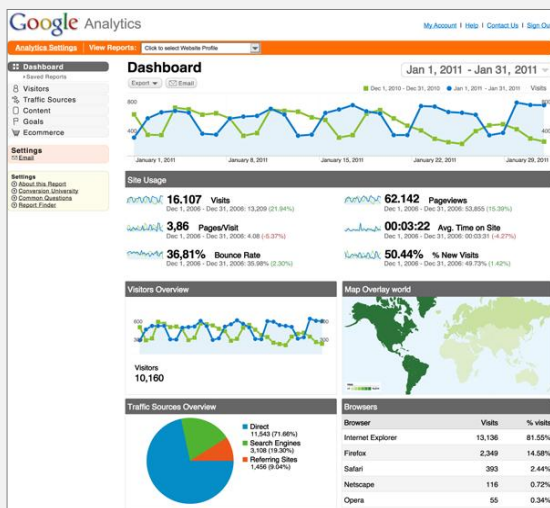 Google Analytics
My Account | Help | Contact Us | Sign Ou
Analytics Settings View Reports: Click to select Website Profile
Dashboard
Saved Reports
Visitors
Traffic Sources
Content
Goals
Ecommerce
Settings
Email
Settings
About this Report
Conversion University
Common Questions
Report Finder
Dashboard
Jan 1, 2011 - Jan 31, 2011
Export Email
Dec 1, 2010 - Dec 31, 2010 Jan 1, 2011 - Jan 31, 2011 Visits
800 800
400 400
January 1, 2011 January 8, 2011 January 15, 2011 January 22, 2011 January 29, 2011
Site Usage
16.107 Visits
Dec 1, 2006 - Dec 31, 2006: 13,209 (21.94%)
62.142 Pageviews
Dec 1, 2006 - Dec 31, 2006: 53,855 (15.39%)
3,86 Pages/Visit
Dec 1, 2006 - Dec 31, 2006: 4.08 (-5.37%)
00:03:22 Avg. Time on Site
Dec 1, 2006 - Dec 31, 2006: 00:03:31 (-4.27%)
36,81% Bounce Rate
Dec 1, 2006 - Dec 31, 2006: 35.98% (2.30%)
50.44% % New Visits
Dec 1, 2006 - Dec 31, 2006: 49.73% (1.42%)
Visitors Overview
Visitors
10,160
Map Overlay world
Traffic Sources Overview
Direct
11,543 (71.66%)
Search Engines
3,108 (19.30%)
Referring Sites
1,456 (9.04%)
Browsers
Browser Visits % visits
Internet Explorer 13,136 81.55%
Firefox 2,349 14.58%
Safari 393 2.44%
Netscape 116 0.72%
Opera 55 0.34%